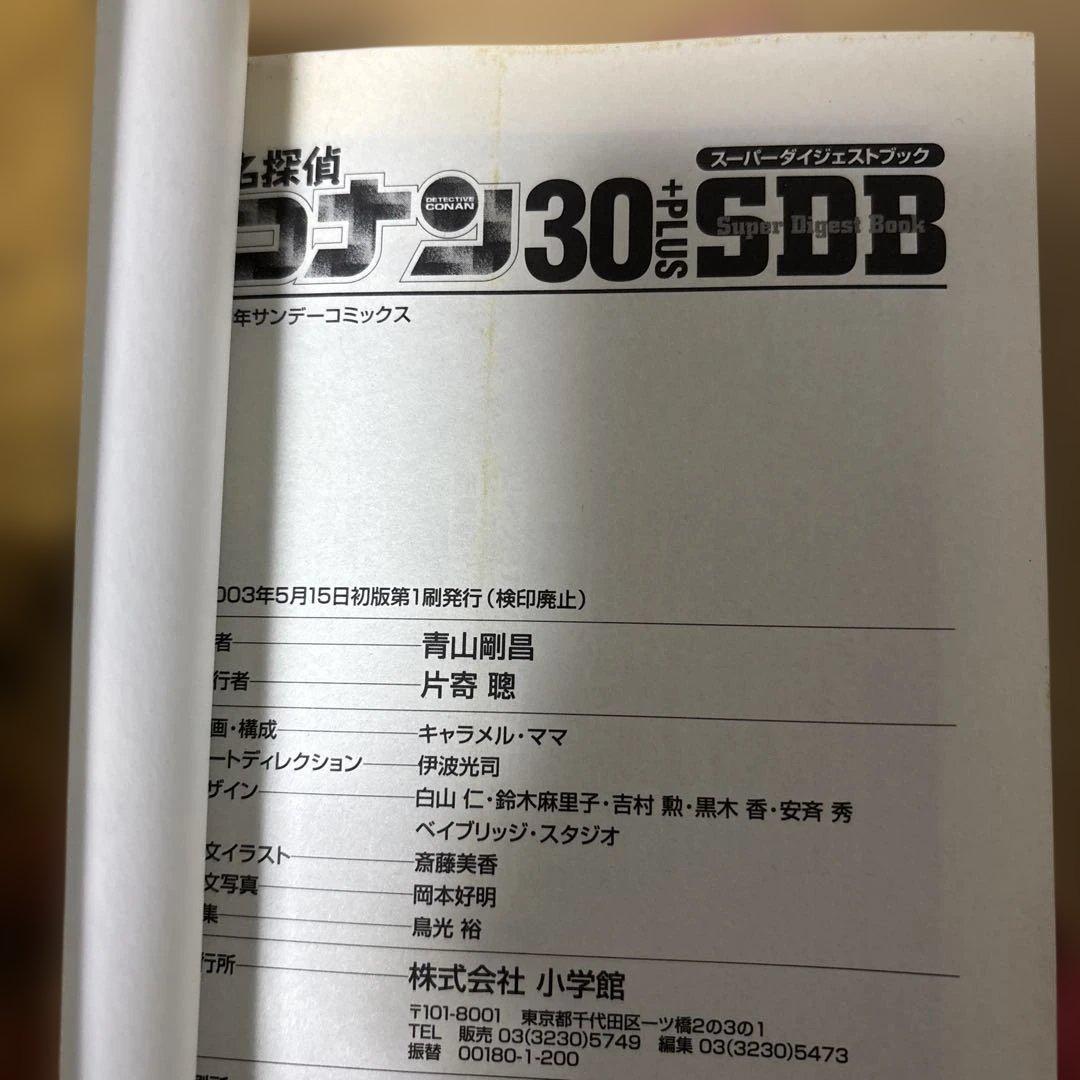 名探偵
コナン30+PLUS SDB
DETECTIVE CONAN
スーパーダイジェストブック
Super Digest Book
年サンデーコミックス
003年5月15日初版第1刷発行(検印廃止)
者 青山剛昌
行者 片寄 聰
画・構成 キャラメル・ママ
ートディレクション 伊波光司
ザイン 白山 仁・鈴木麻里子・吉村 勲・黒木 香・安斉 秀
ベイブリッジ・スタジオ
文イラスト 斎藤美香
文写真 岡本好明
集 鳥光 裕
行所 株式会社 小学館
〒101-8001 東京都千代田区一ツ橋2の3の1
TEL 販売 03(3230)5749 編集 03(3230)5473
振替 00180-1-200